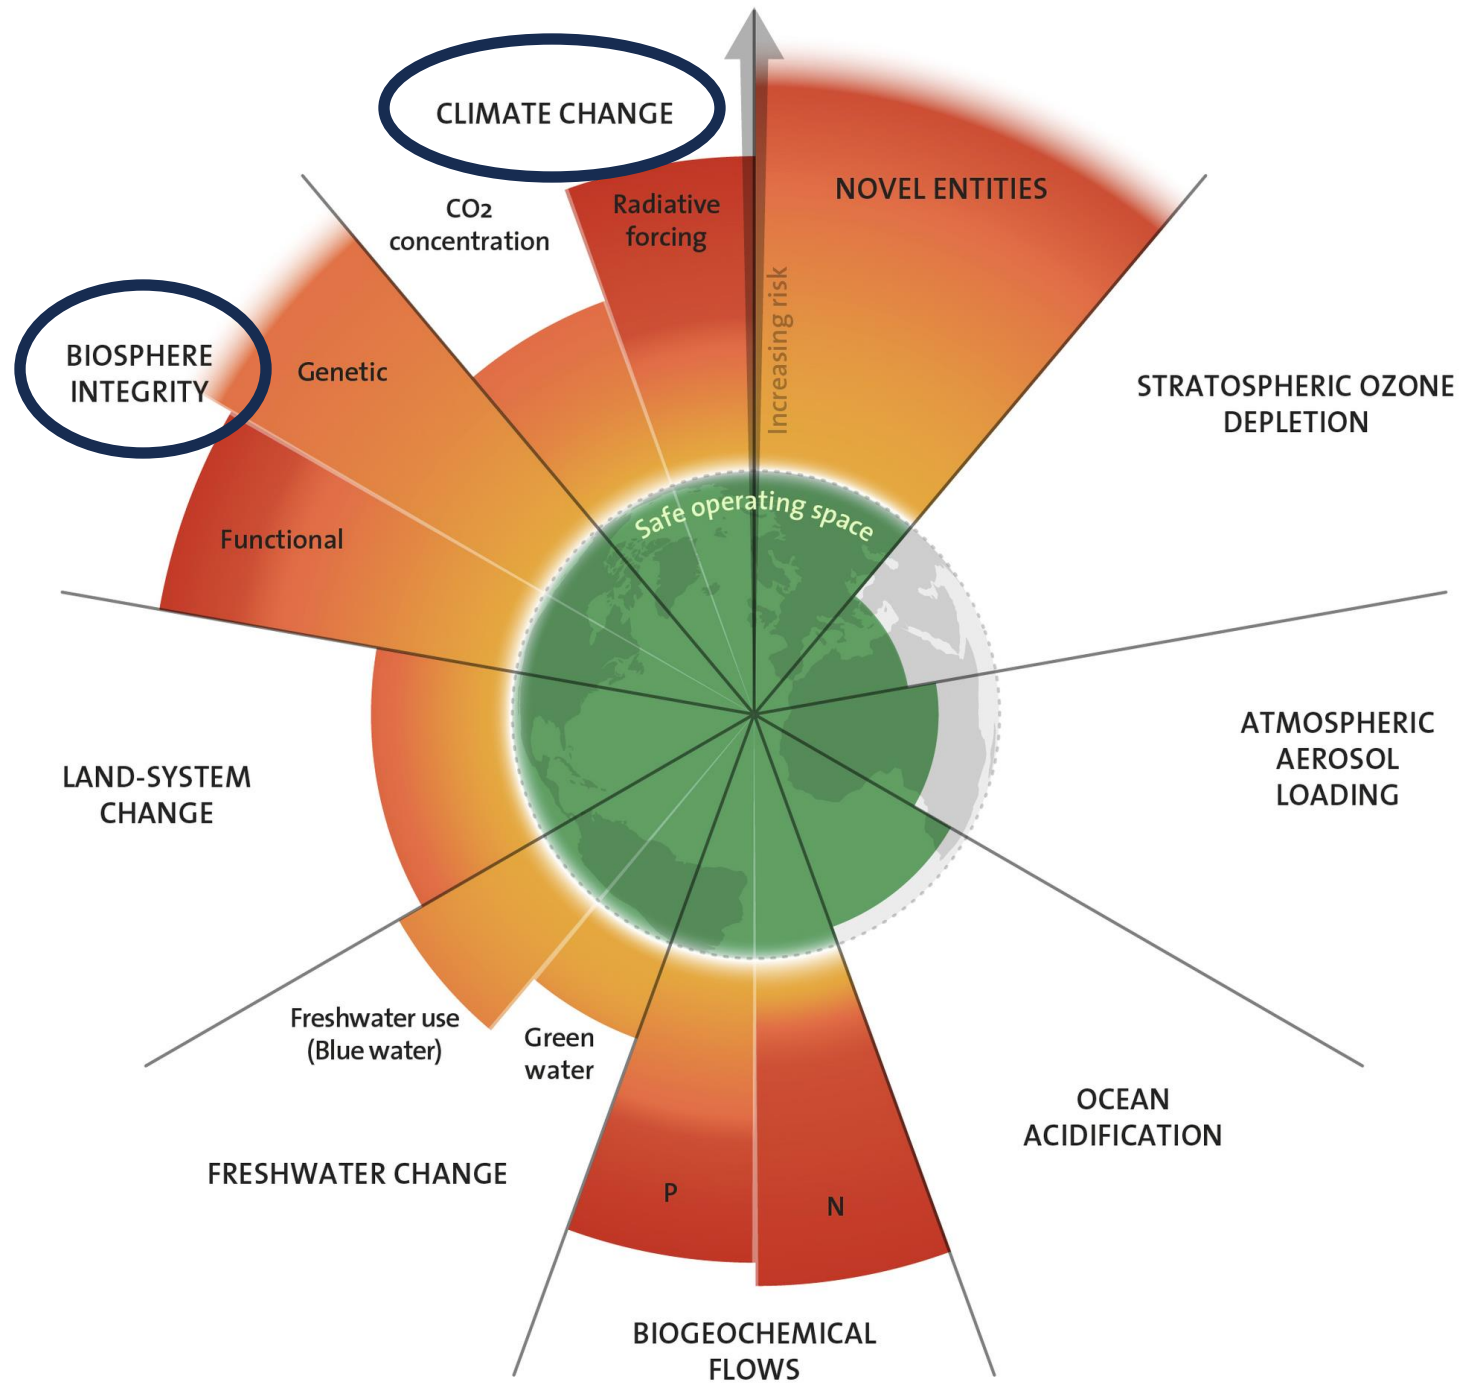 CLIMATE CHANGE
CO2
concentration
Radiative
forcing
NOVEL ENTITIES
Increasing risk
BIOSPHERE
INTEGRITY
Genetic
Functional
STRATOSPHERIC OZONE
DEPLETION
Safe operating space
LAND-SYSTEM
CHANGE
ATMOSPHERIC
AEROSOL
LOADING
Freshwater use
(Blue water)
Green
water
FRESHWATER CHANGE
P
N
OCEAN
ACIDIFICATION
BIOGEOCHEMICAL
FLOWS